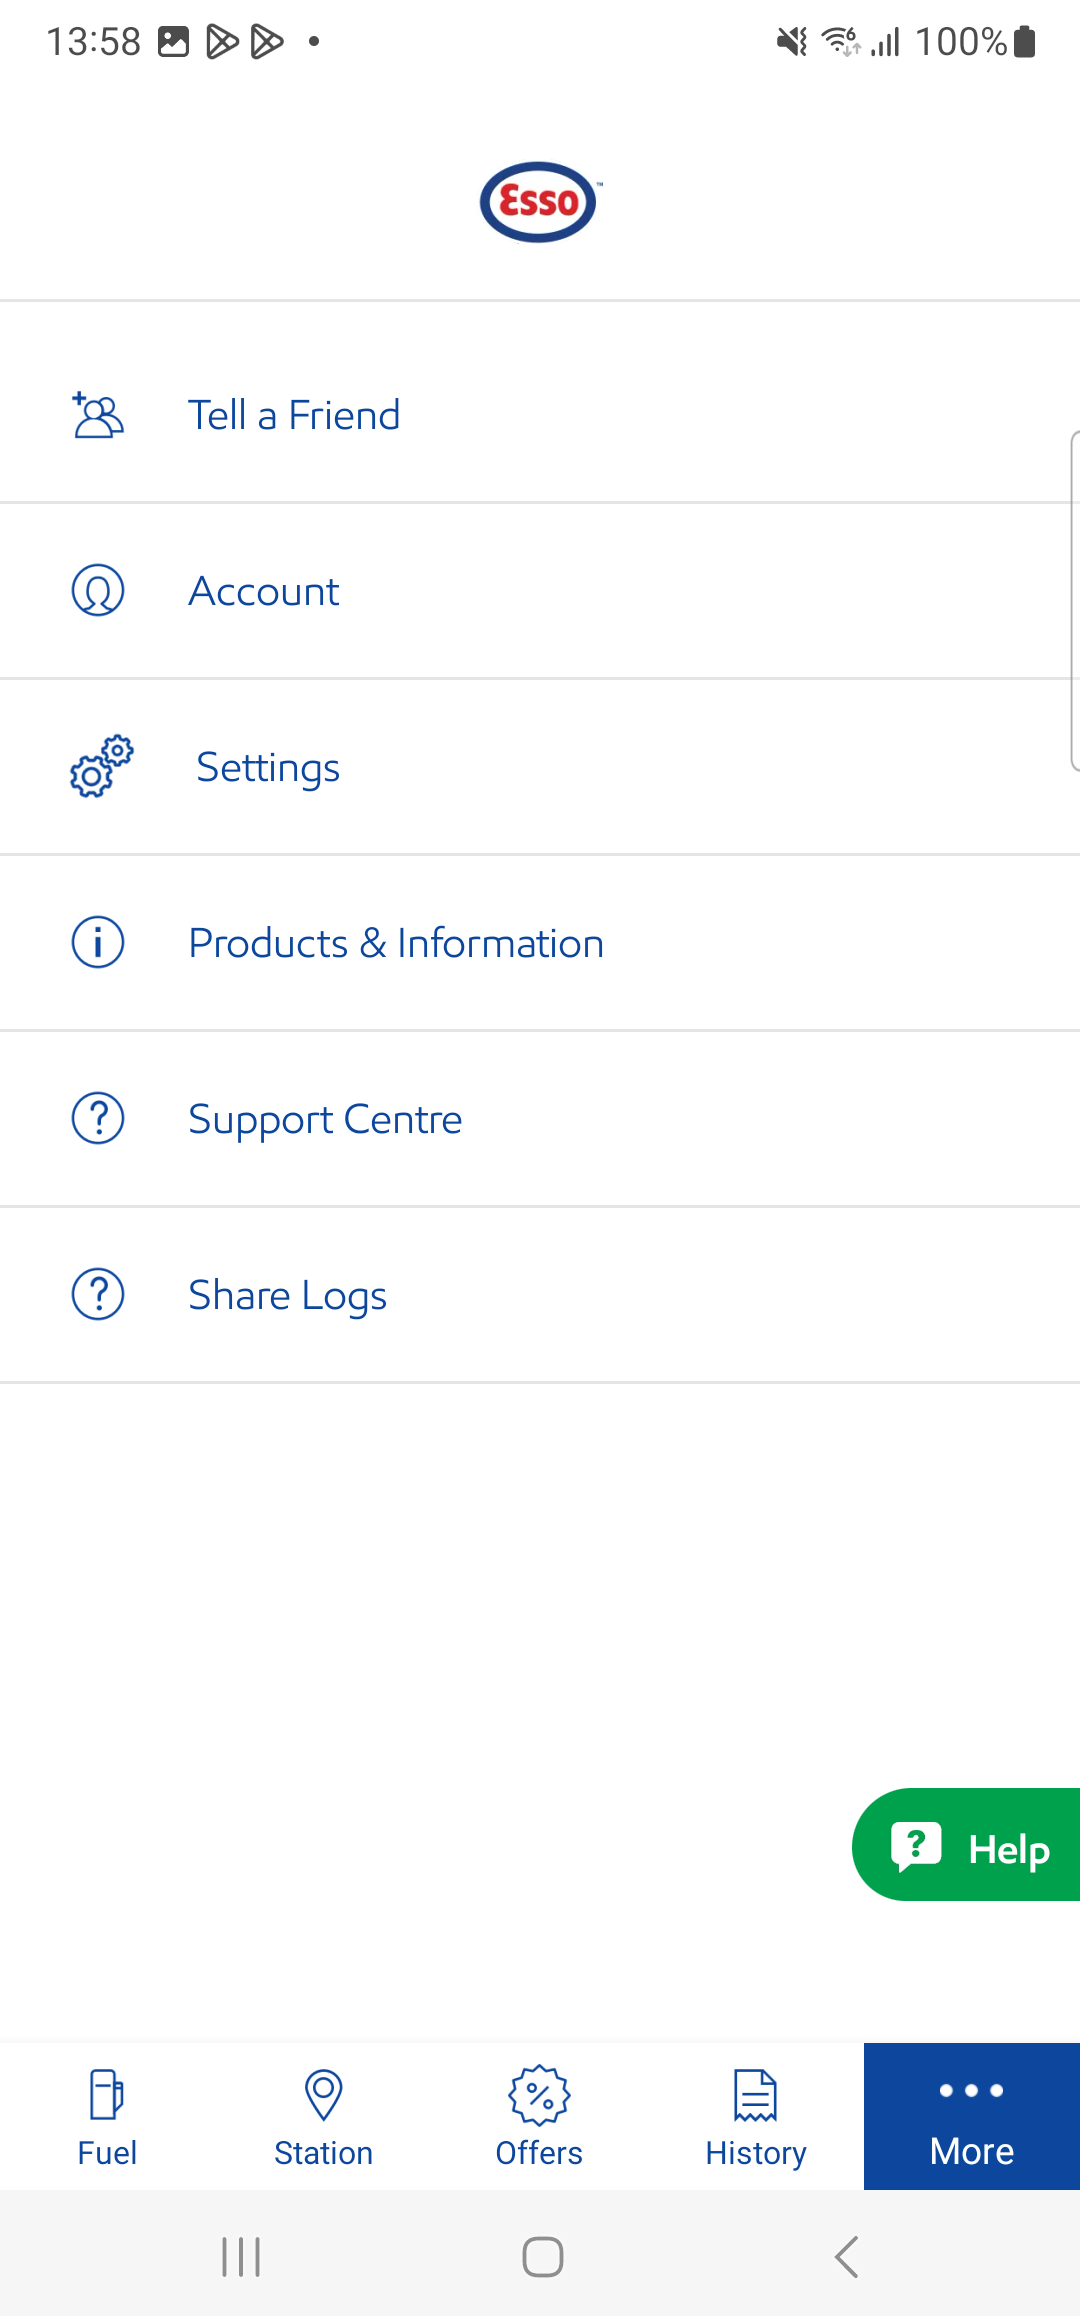 13:58
100%
Esso
Tell a Friend
Account
Settings
Products & Information
Support Centre
Share Logs
Help
Fuel
Station
Offers
History
More